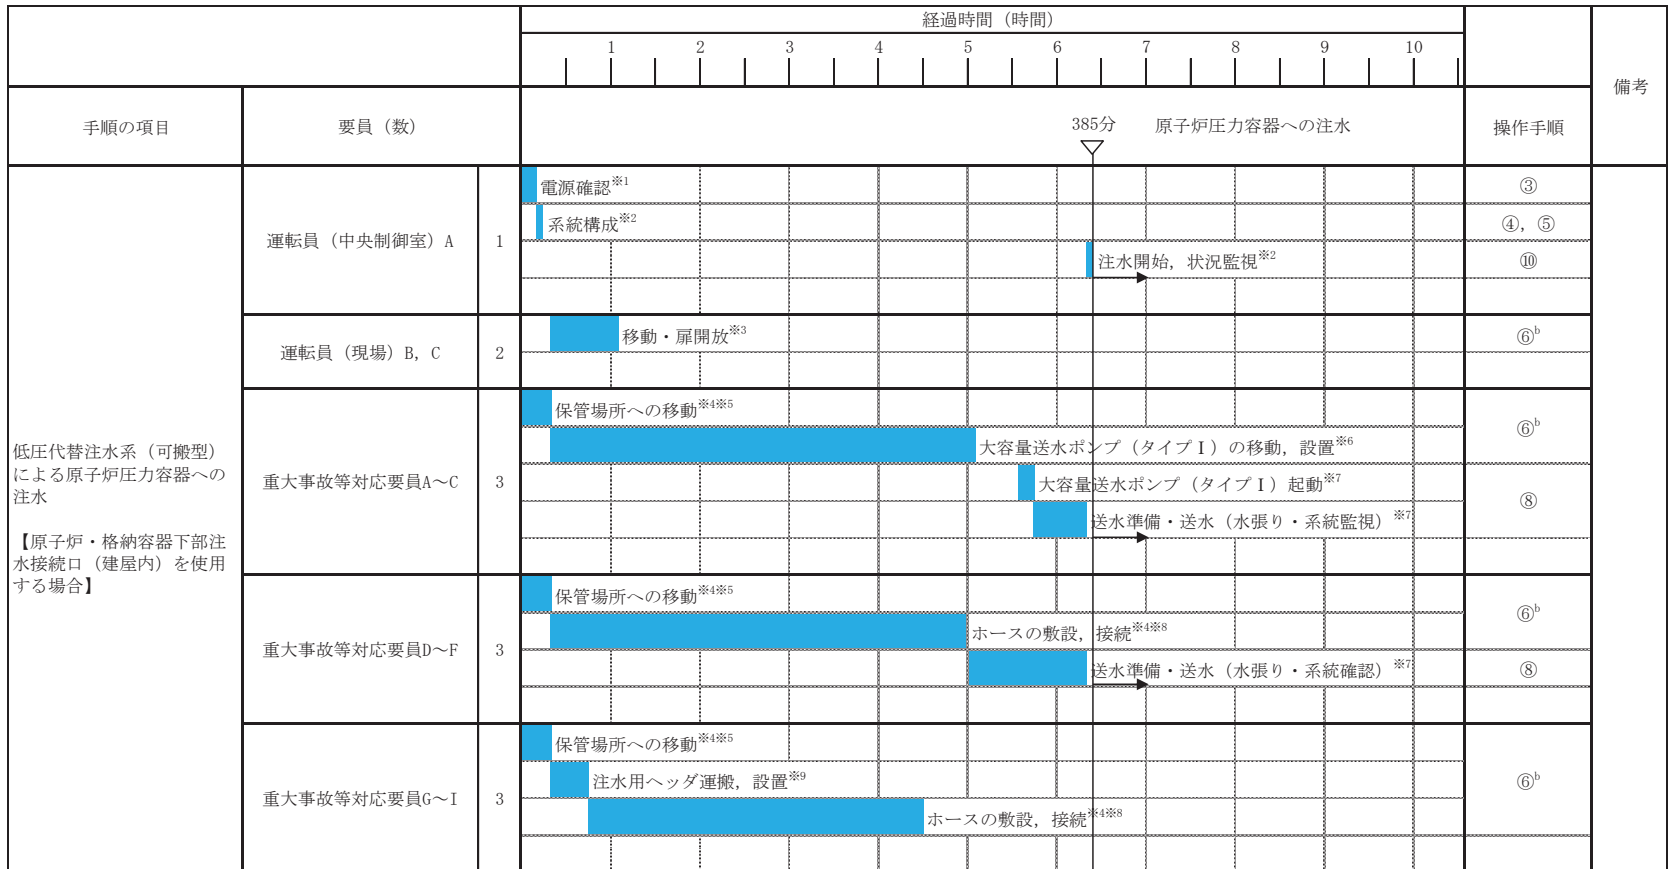 経過時間（時間）
1 2 3 4 5 6 7 8 9 10
備考
手順の項目 要員（数） 385分 原子炉圧力容器への注水 操作手順
低圧代替注水系（可搬型）
による原子炉圧力容器への
注水
【原子炉・格納容器下部注
水接続口（建屋内）を使用
する場合】
運転員（中央制御室）A 1
電源確認※1 ③
系統構成※2 ④，⑤
注水開始，状況監視※2 ⑩
運転員（現場）B，C 2
移動・扉開放※3 ⑥b
重大事故等対応要員A～C 3
保管場所への移動※4※5
大容量送水ポンプ（タイプⅠ）の移動，設置※6
⑥b
大容量送水ポンプ（タイプⅠ）起動※7
送水準備・送水（水張り・系統監視）※7
⑧
重大事故等対応要員D～F 3
保管場所への移動※4※5
ホースの敷設，接続※4※8
⑥b
送水準備・送水（水張り・系統確認）※7 ⑧
重大事故等対応要員G～I 3
保管場所への移動※4※5
注水用ヘッダ運搬，設置※9
ホースの敷設，接続※4※8
⑥b